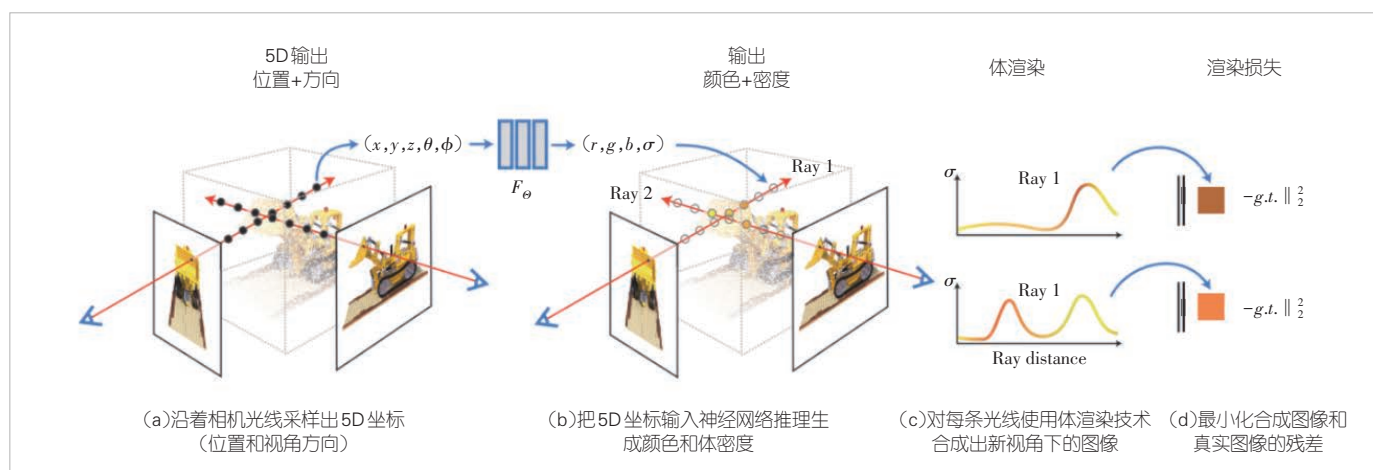 5D输出
位置+方向
输出
颜色+密度
体渲染
渲染损失
(x,y,z,θ,ϕ)
F_Θ
(r,g,b,σ)
Ray 1
Ray 2
σ
Ray 1
‖
-g.t.‖₂²
σ
Ray 1
Ray distance
‖
-g.t.‖₂²
(a)沿着相机光线采样出5D坐标
(位置和视角方向)
(b)把5D坐标输入神经网络推理生
成颜色和体密度
(c)对每条光线使用体渲染技术
合成出新视角下的图像
(d)最小化合成图像和
真实图像的残差